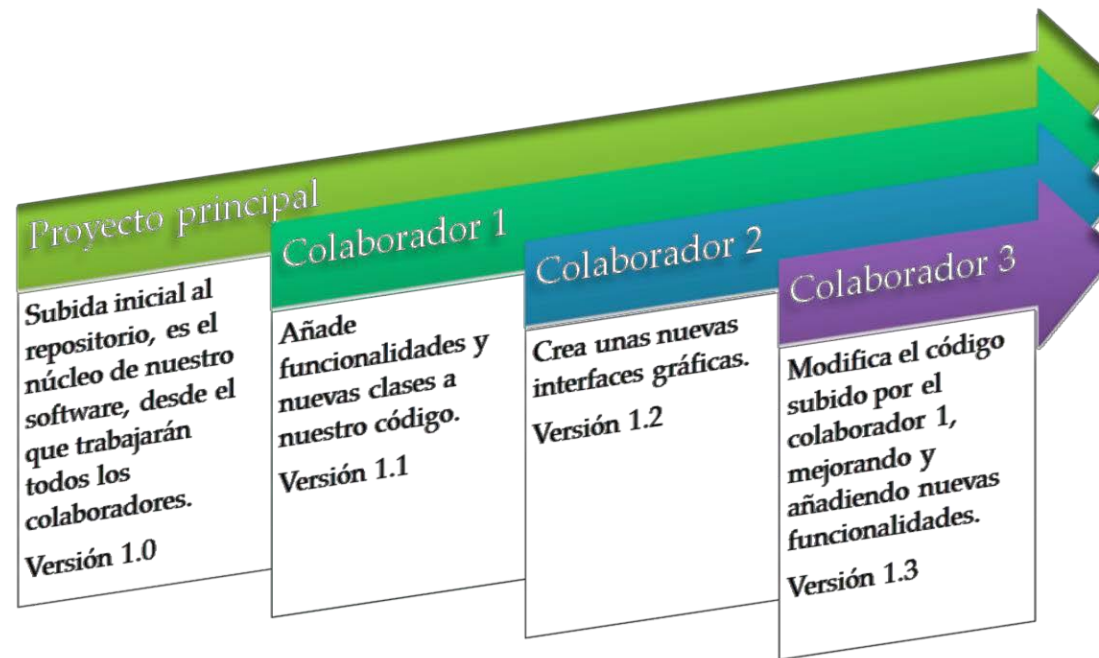 Proyecto principal
Subida inicial al
repositorio, es el
núcleo de nuestro
software, desde el
que trabajarán
todos los
colaboradores.
Versión 1.0
Colaborador 1
Añade
funcionalidades y
nuevas clases a
nuestro código.
Versión 1.1
Colaborador 2
Crea unas nuevas
interfaces gráficas.
Versión 1.2
Colaborador 3
Modifica el código
subido por el
colaborador 1,
mejorando y
añadiendo nuevas
funcionalidades.
Versión 1.3